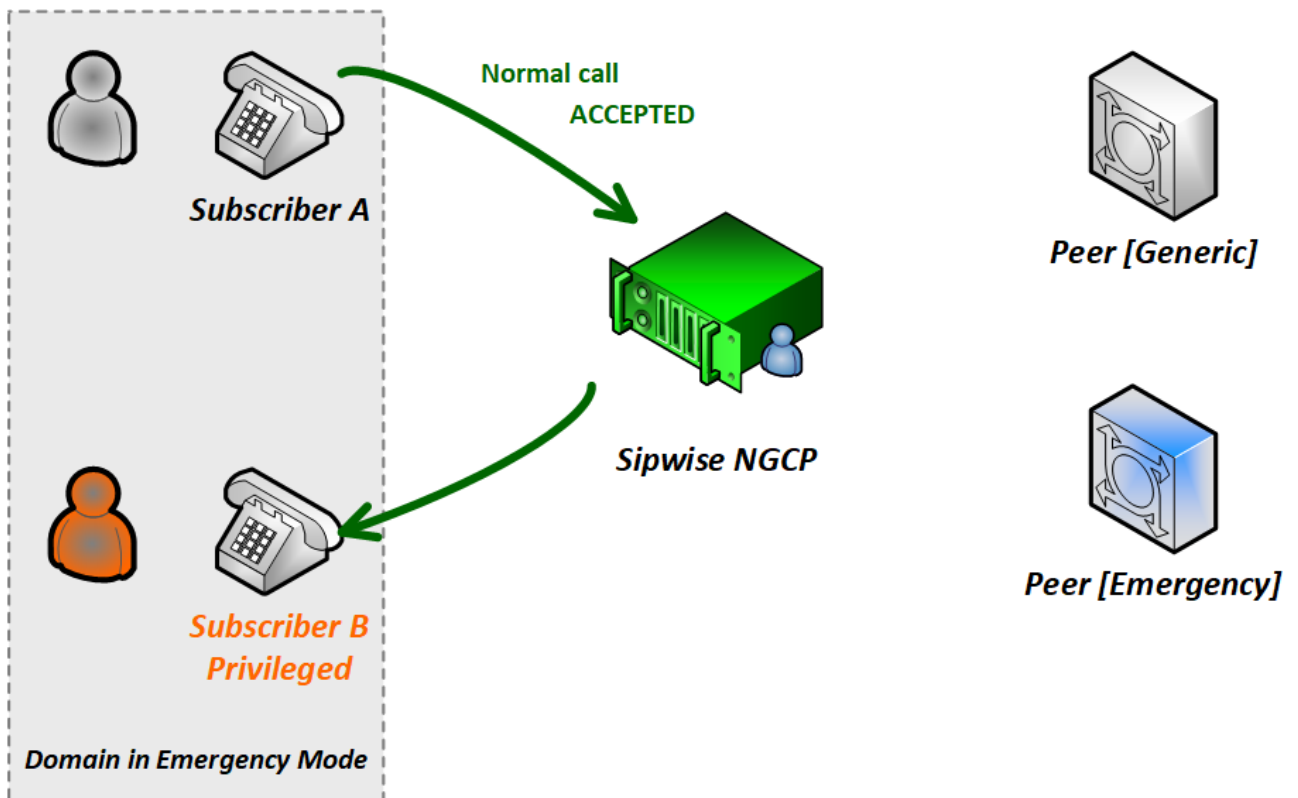 Normal call
ACCEPTED
Subscriber A
Peer [Generic]
Sipwise NGCP
Peer [Emergency]
Subscriber B
Privileged
Domain in Emergency Mode